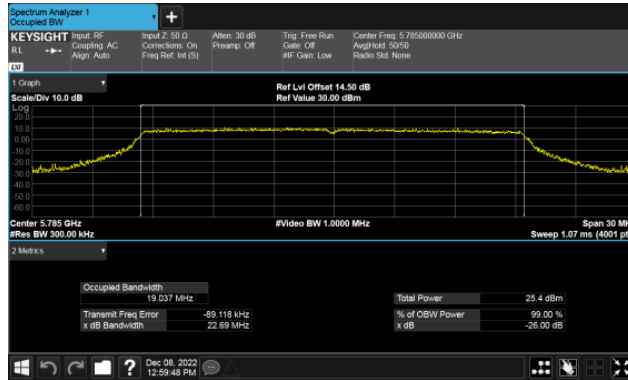 Spectrum Analyzer 1
Occupied BW
+
KEYSIGHT Input: RF Input Z: 50 Ω Atten: 30 dB Trig: Free Run Center Freq: 5.785000000 GHz
RL Coupling: AC Corrections: On Preamp: Off Gate: Off Avg|Hold: 50/50
Align: Auto Freq Ref: Int (S) #IF Gain: Low Radio Std: None
LXI
1 Graph Ref Lvl Offset 14.50 dB
Scale/Div 10.0 dB Ref Value 30.00 dBm
Log
20.0
10.0
0.00
-10.0
-20.0
-30.0
-40.0
-50.0
-60.0
Center 5.785 GHz #Video BW 1.0000 MHz Span 30 MH
#Res BW 300.00 kHz Sweep 1.07 ms (4001 pt
2 Metrics
Occupied Bandwidth
19.037 MHz Total Power 25.4 dBm
Transmit Freq Error -89.118 kHz % of OBW Power 99.00 %
x dB Bandwidth 22.69 MHz x dB -26.00 dB
? Dec 08, 2022
12:59:48 PM